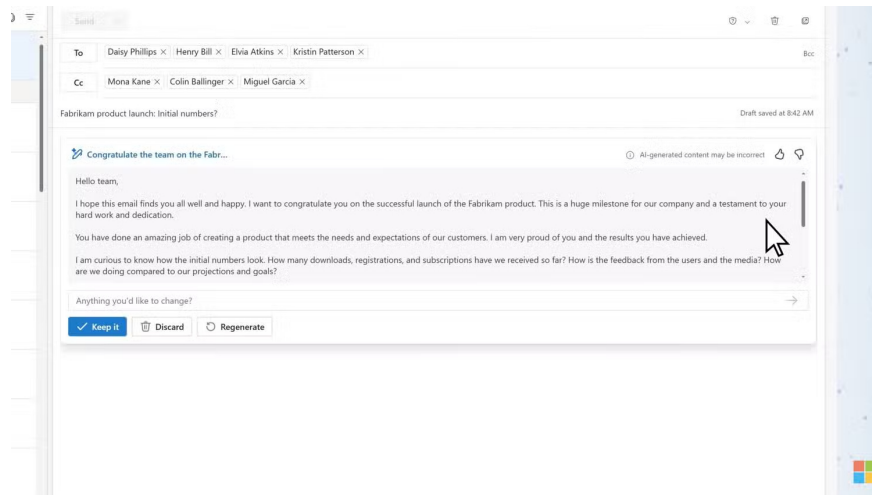 Send
To Daisy Phillips × Henry Bill × Elvia Atkins × Kristin Patterson × Bcc
Cc Mona Kane × Colin Ballinger × Miguel Garcia ×
Fabrikam product launch: Initial numbers? Draft saved at 8:42 AM
Congratulate the team on the Fabr... AI-generated content may be incorrect
Hello team,
I hope this email finds you all well and happy. I want to congratulate you on the successful launch of the Fabrikam product. This is a huge milestone for our company and a testament to your
hard work and dedication.
You have done an amazing job of creating a product that meets the needs and expectations of our customers. I am very proud of you and the results you have achieved.
I am curious to know how the initial numbers look. How many downloads, registrations, and subscriptions have we received so far? How is the feedback from the users and the media? How
are we doing compared to our projections and goals?
Anything you'd like to change?
Keep it Discard Regenerate